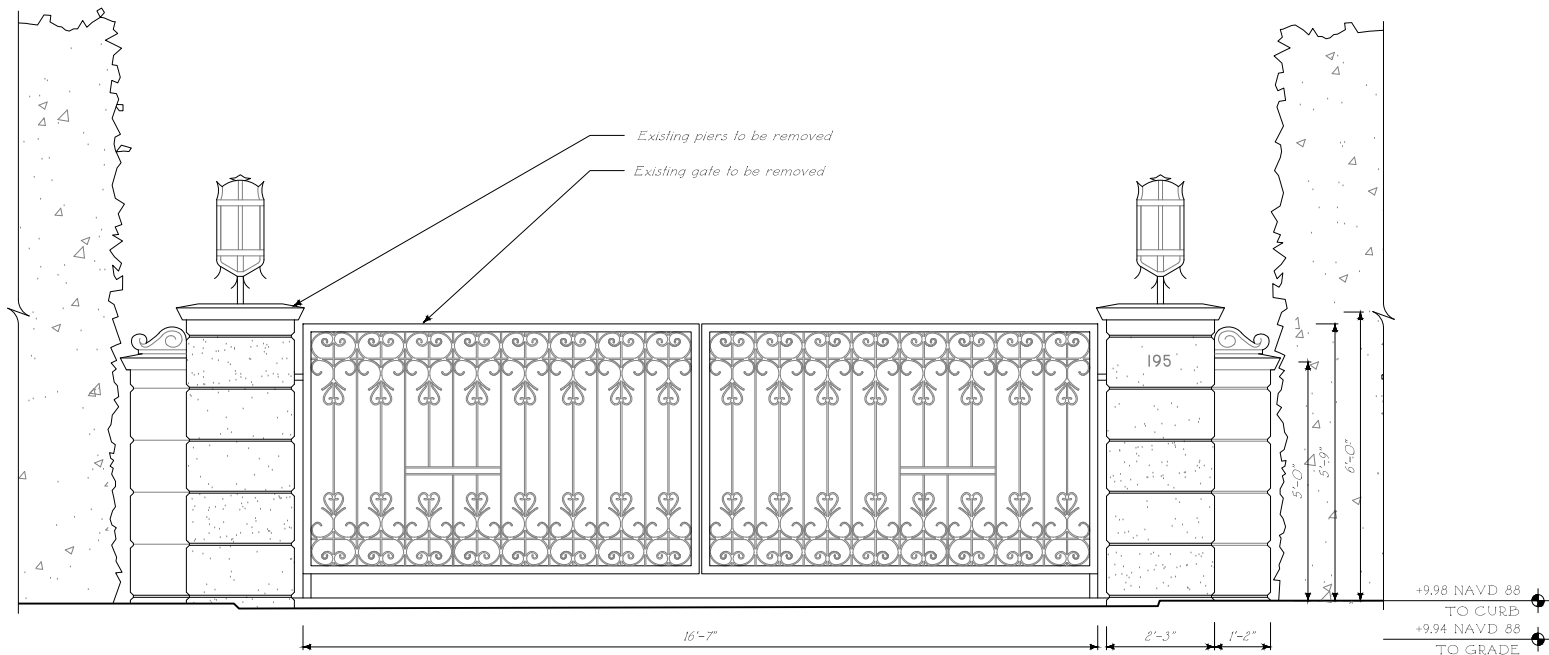 Existing piers to be removed
Existing gate to be removed
195
5'-0"
5'-9"
6'-0"
+9.98 NAVD 88
TO CURB
+9.94 NAVD 88
TO GRADE
16'-7"
2'-3"
1'-2"